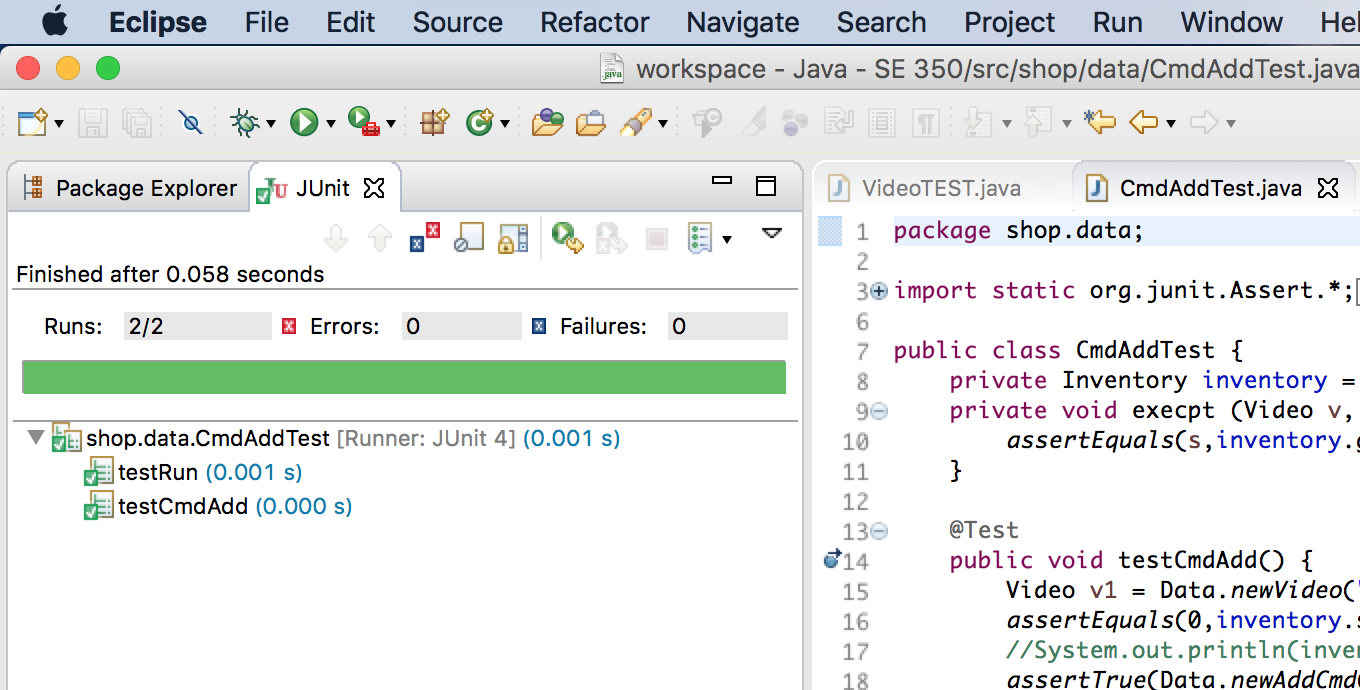 Eclipse File Edit Source Refactor Navigate Search Project Run Window
workspace - Java - SE 350/src/shop/data/CmdAddTest.java
Package Explorer JUnit
Finished after 0.058 seconds
Runs: 2/2 Errors: 0 Failures: 0
shop.data.CmdAddTest [Runner: JUnit 4] (0.001 s)
testRun (0.001 s)
testCmdAdd (0.000 s)
VideoTEST.java CmdAddTest.java
1 package shop.data;
2
3 import static org.junit.Assert.*;
6
7 public class CmdAddTest {
8 private Inventory inventory =
9 private void execpt (Video v,
10 assertEquals(s,inventory.g
11 }
12
13 @Test
14 public void testCmdAdd() {
15 Video v1 = Data.newVideo("
16 assertEquals(0,inventory.s
17 //System.out.println(inven
18 assertTrue(Data.newAddCmd